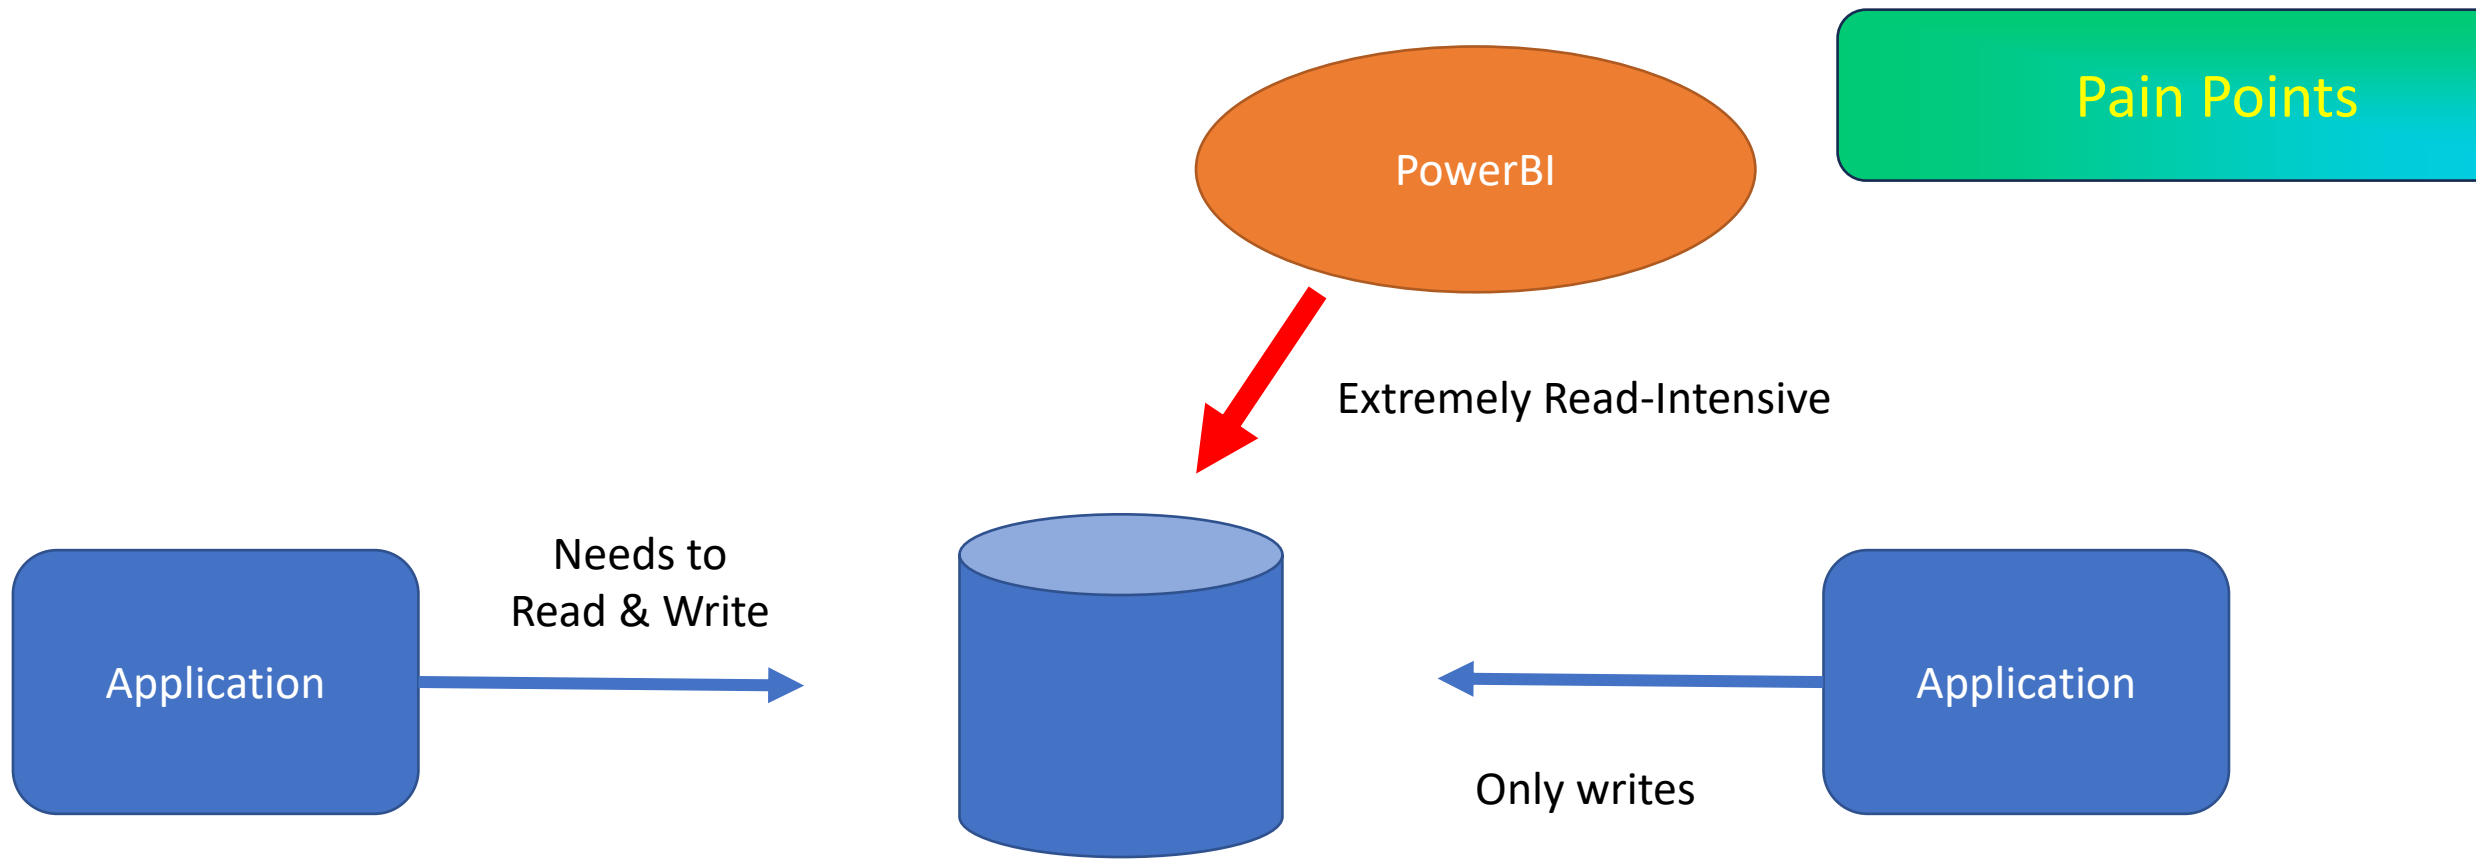 Pain Points
PowerBI
Extremely Read-Intensive
Needs to
Read & Write
Application
Application
Only writes